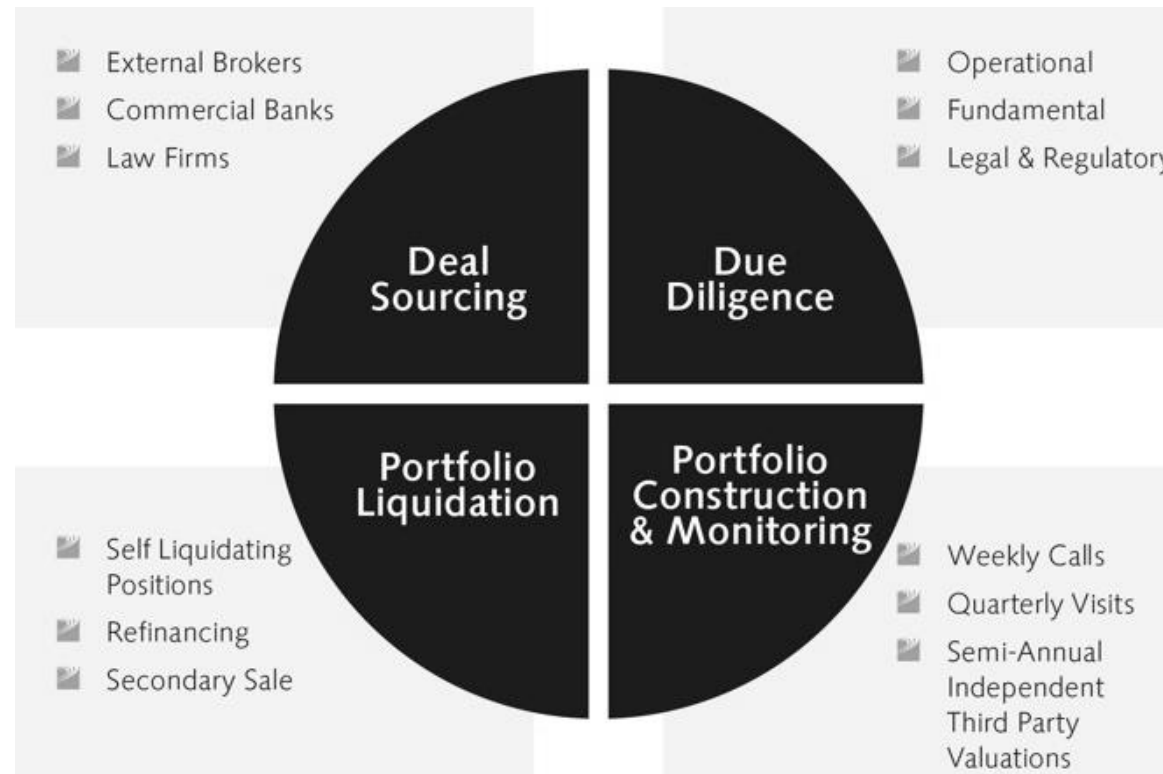 External Brokers
Commercial Banks
Law Firms
Deal
Sourcing
Operational
Fundamental
Legal & Regulatory
Due
Diligence
Self Liquidating
Positions
Refinancing
Secondary Sale
Portfolio
Liquidation
Portfolio
Construction
& Monitoring
Weekly Calls
Quarterly Visits
Semi-Annual
Independent
Third Party
Valuations